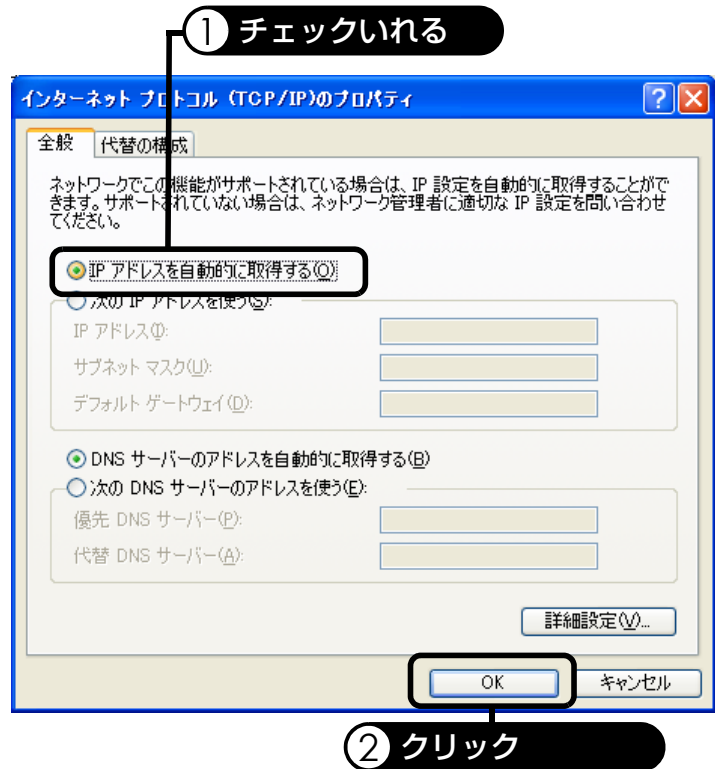 ① チェックいれる
インターネット プロトコル (TCP/IP)のプロパティ
全般 代替の構成
ネットワークでこの機能がサポートされている場合は、IP 設定を自動的に取得することがで
きます。サポートされていない場合は、ネットワーク管理者に適切な IP 設定を問い合わせ
てください。
IP アドレスを自動的に取得する(O)
次の IP アドレスを使う(S):
IP アドレス(I):
サブネット マスク(U):
デフォルト ゲートウェイ(D):
DNS サーバーのアドレスを自動的に取得する(B)
次の DNS サーバーのアドレスを使う(E):
優先 DNS サーバー(P):
代替 DNS サーバー(A):
詳細設定(V)...
OK キャンセル
② クリック